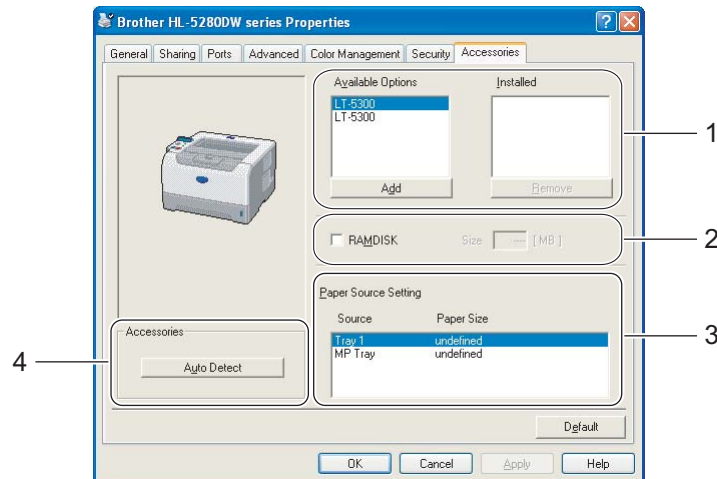 Brother HL-5280DW series Properties
General Sharing Ports Advanced Color Management Security Accessories
Available Options Installed
LT-5300
LT-5300
Add Remove
1
RAMDISK Size ---- [ MB ]
2
Paper Source Setting
Source Paper Size
Tray 1 undefined
MP Tray undefined
3
Accessories
Auto Detect
4
Default
OK Cancel Apply Help